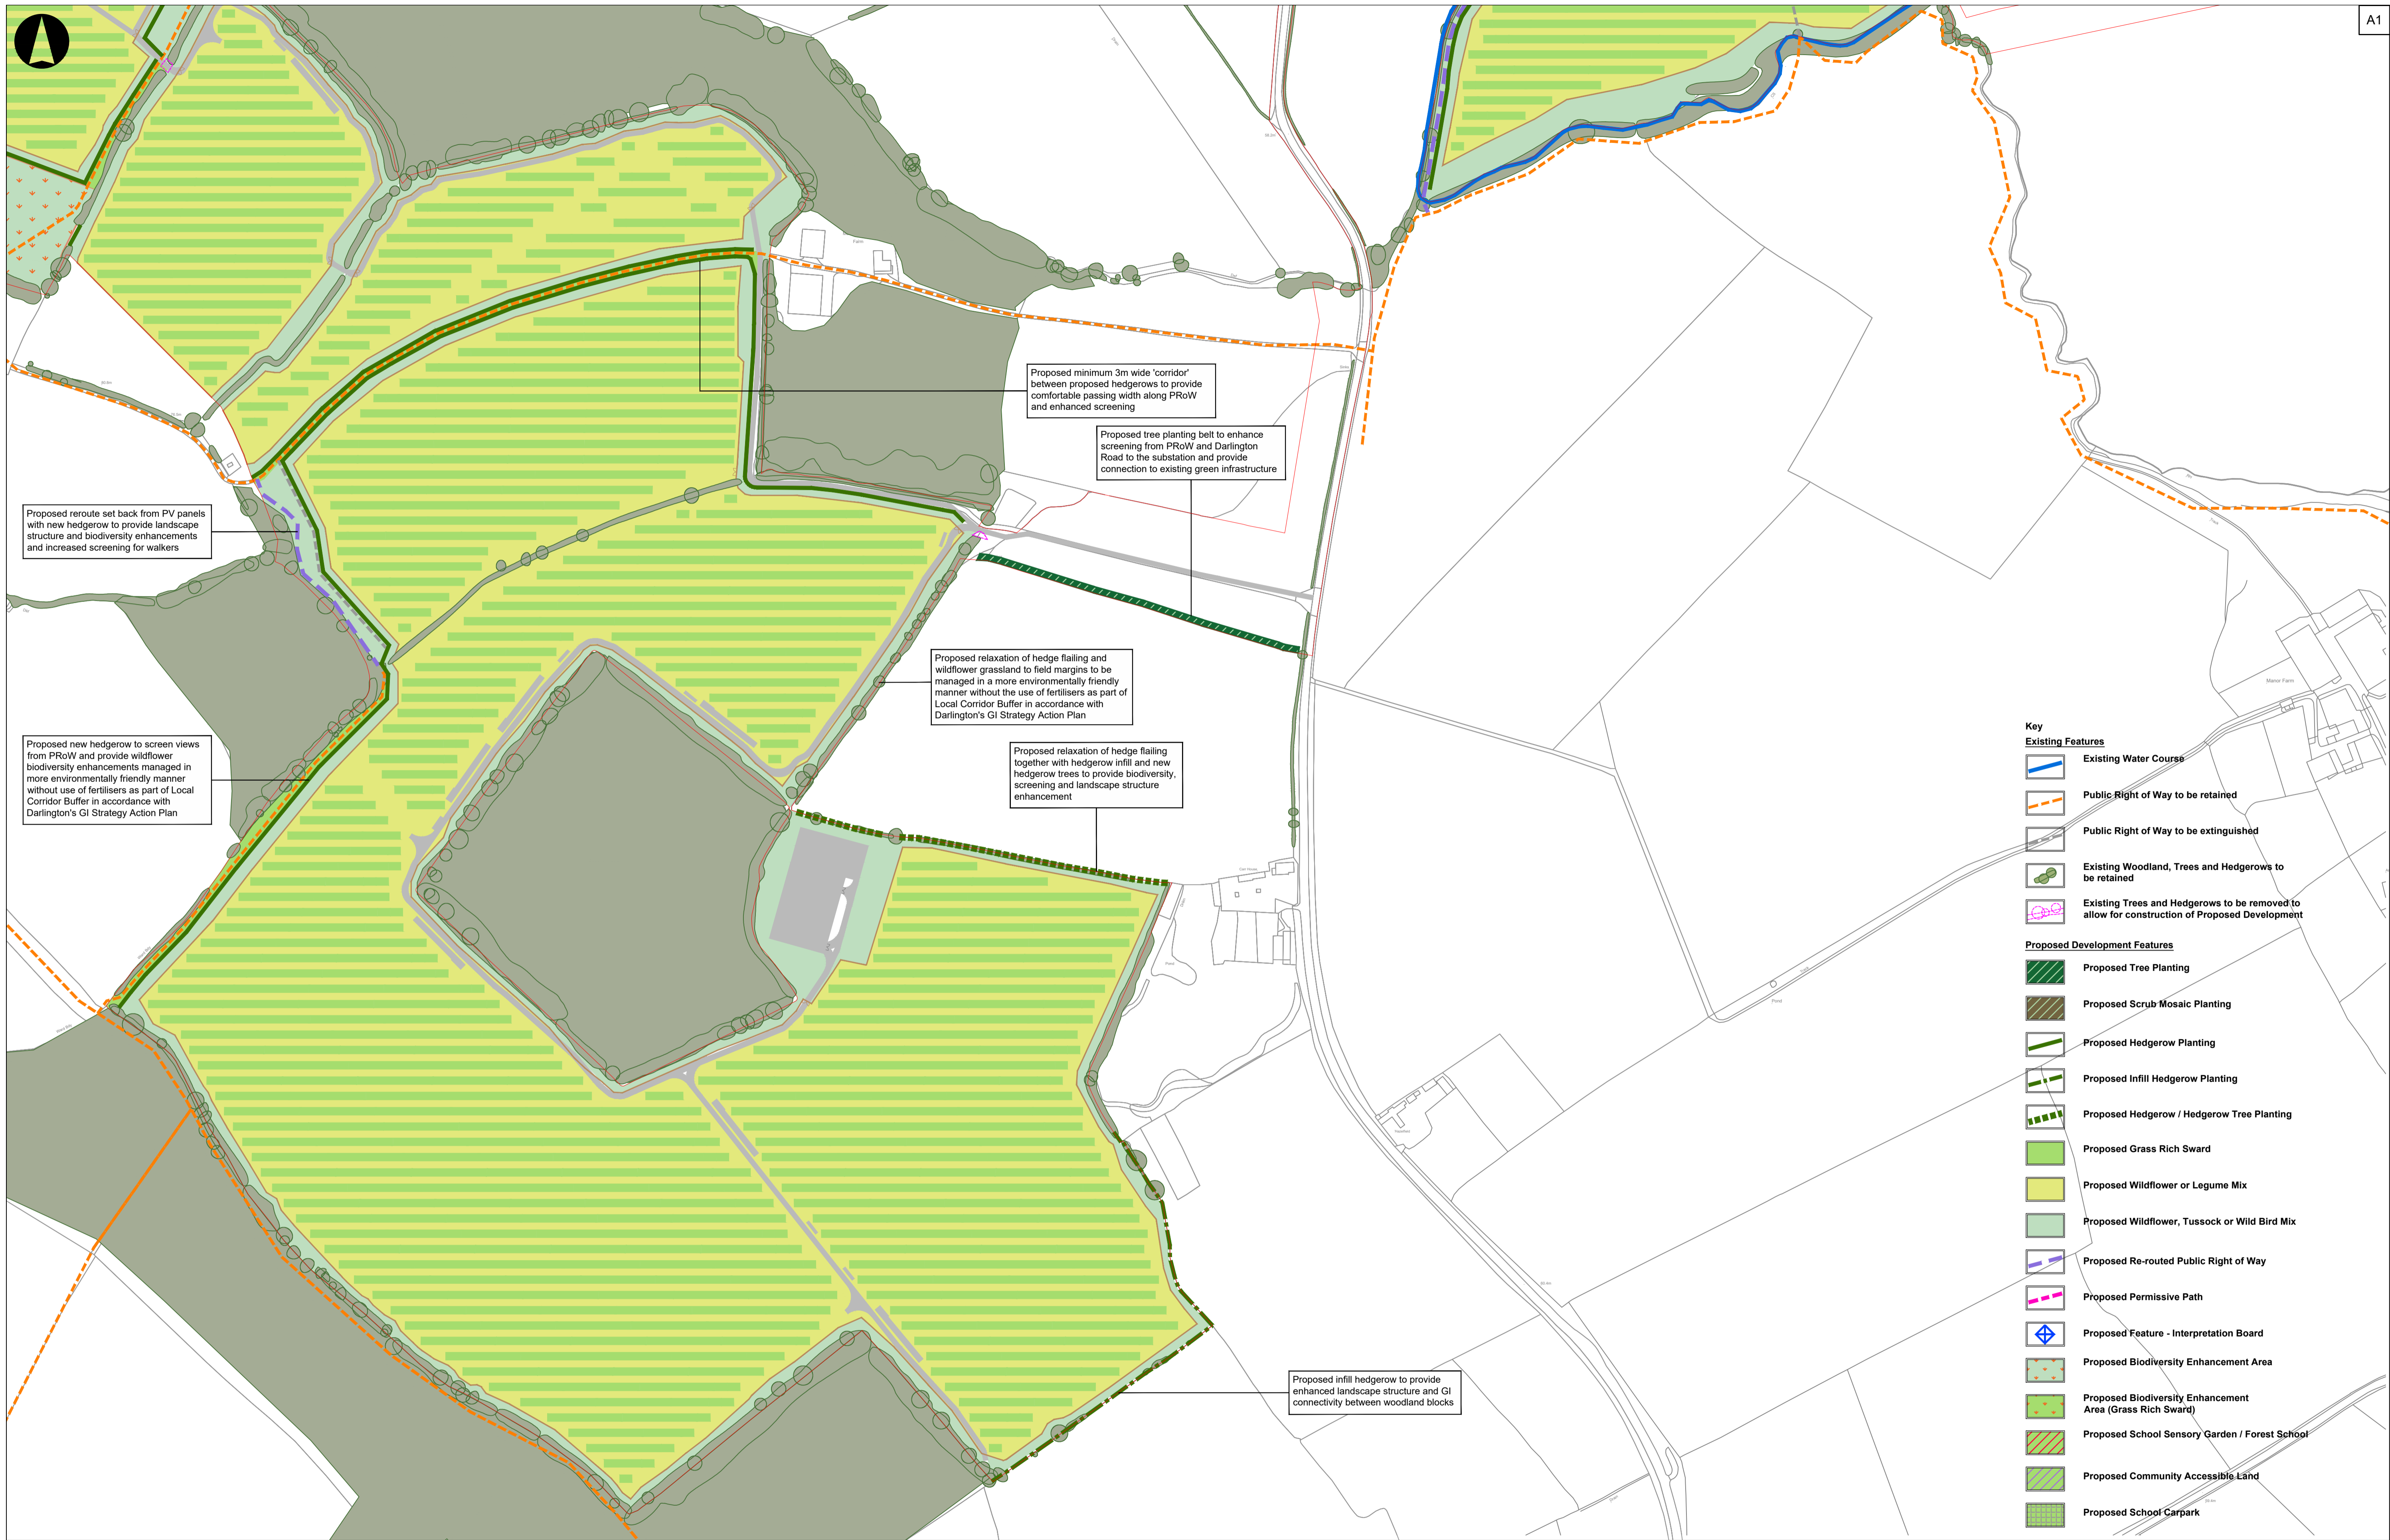 A1
Farm
Drain
Proposed minimum 3m wide 'corridor'
between proposed hedgerows to provide
comfortable passing width along PRoW
and enhanced screening
Proposed tree planting belt to enhance
screening from PRoW and Darlington
Road to the substation and provide
connection to existing green infrastructure
Proposed reroute set back from PV panels
with new hedgerow to provide landscape
structure and biodiversity enhancements
and increased screening for walkers
Proposed relaxation of hedge flailing and
wildflower grassland to field margins to be
managed in a more environmentally friendly
manner without the use of fertilisers as part of
Local Corridor Buffer in accordance with
Darlington's GI Strategy Action Plan
Proposed new hedgerow to screen views
from PRoW and provide wildflower
biodiversity enhancements managed in
more environmentally friendly manner
without use of fertilisers as part of Local
Corridor Buffer in accordance with
Darlington's GI Strategy Action Plan
Proposed relaxation of hedge flailing
together with hedgerow infill and new
hedgerow trees to provide biodiversity,
screening and landscape structure
enhancement
Manor Farm
Track
Pond
Pond
Track
Proposed infill hedgerow to provide
enhanced landscape structure and GI
connectivity between woodland blocks
Key
Existing Features
Existing Water Course
Public Right of Way to be retained
Public Right of Way to be extinguished
Existing Woodland, Trees and Hedgerows to
be retained
Existing Trees and Hedgerows to be removed to
allow for construction of Proposed Development
Proposed Development Features
Proposed Tree Planting
Proposed Scrub Mosaic Planting
Proposed Hedgerow Planting
Proposed Infill Hedgerow Planting
Proposed Hedgerow / Hedgerow Tree Planting
Proposed Grass Rich Sward
Proposed Wildflower or Legume Mix
Proposed Wildflower, Tussock or Wild Bird Mix
Proposed Re-routed Public Right of Way
Proposed Permissive Path
Proposed Feature - Interpretation Board
Proposed Biodiversity Enhancement Area
Proposed Biodiversity Enhancement
Area (Grass Rich Sward)
Proposed School Sensory Garden / Forest School
Proposed Community Accessible Land
Proposed School Carpark